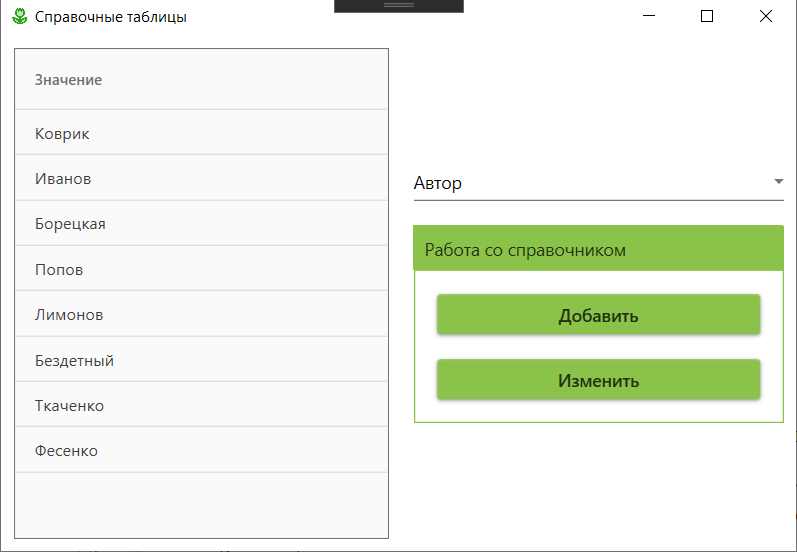 Справочные таблицы
Значение
Коврик
Иванов
Борецкая
Попов
Лимонов
Бездетный
Ткаченко
Фесенко
Автор
Работа со справочником
Добавить
Изменить